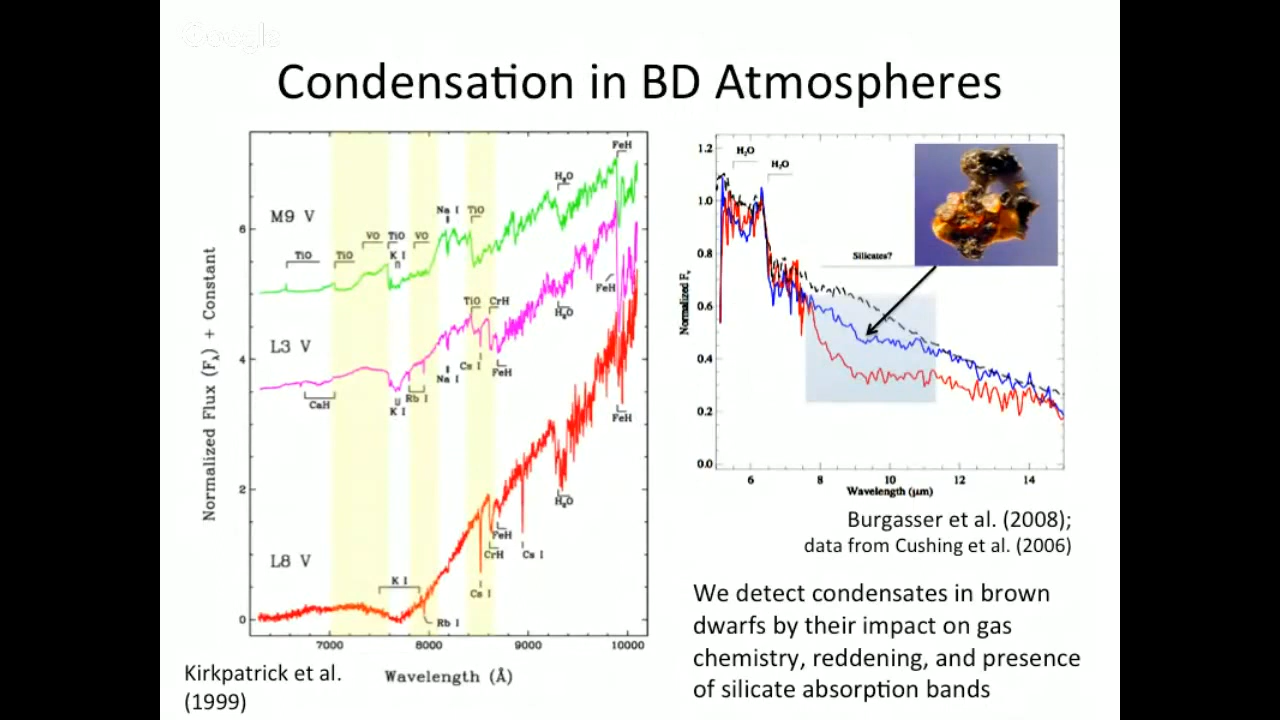 Google
Condensation in BD Atmospheres
M9 V
TiO
TiO
VO
TiO
K I
VO
Na I
TiO
H₂O
FeH
L3 V
CaH
K I
Rb I
Na I
TiO
CrH
Cs I
FeH
H₂O
FeH
L8 V
K I
Rb I
Cs I
CrH
FeH
Cs I
H₂O
FeH
6
4
2
0
7000
8000
9000
10000
Normalized Flux (Fλ) + Constant
Wavelength (Å)
Kirkpatrick et al.
(1999)
H₂O
H₂O
Silicates?
1.2
1.0
0.8
0.6
0.4
0.2
0.0
6
8
10
12
14
Normalized Fν
Wavelength (μm)
Burgasser et al. (2008);
data from Cushing et al. (2006)
We detect condensates in brown
dwarfs by their impact on gas
chemistry, reddening, and presence
of silicate absorption bands